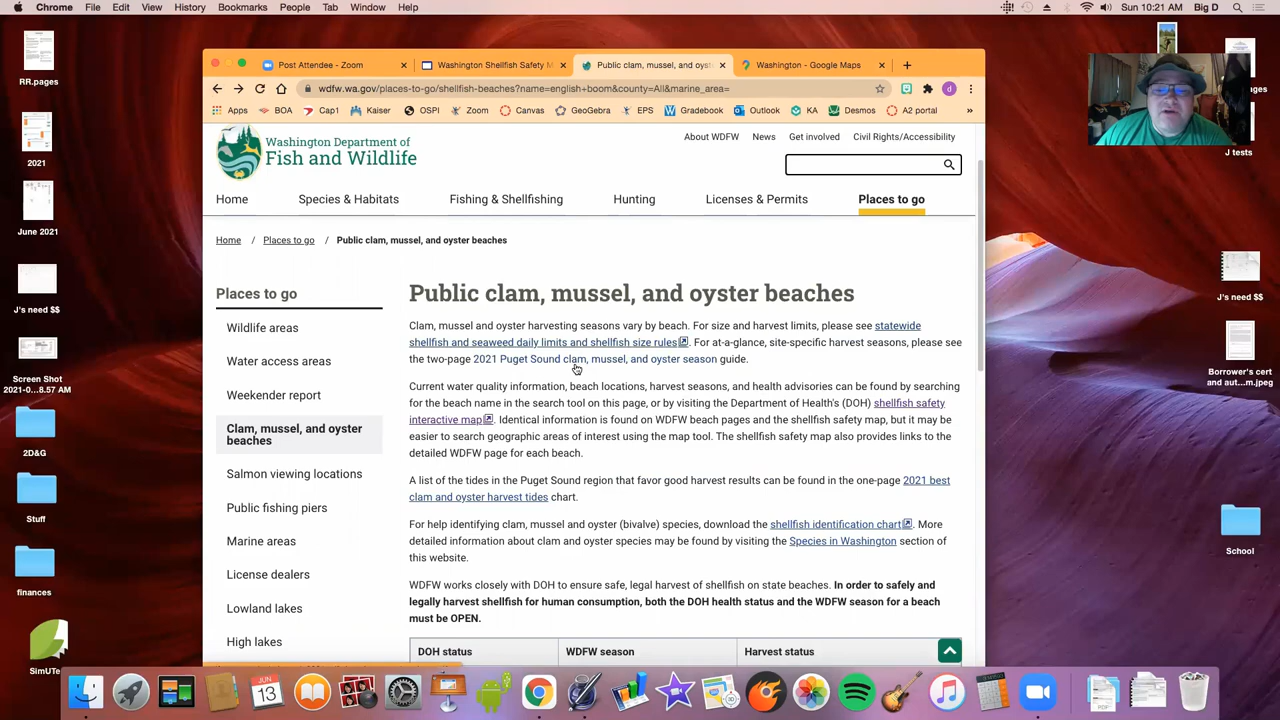 Chrome File Edit View History Bookmarks People Tab Window Help
Sun 10:21 AM Big D
Post Attendee - Zoom
Washington Shellfish Safety M
Public clam, mussel, and oyst
Washington - Google Maps
wdfw.wa.gov/places-to-go/shellfish-beaches?name=english+boom&county=All&marine_area=
Apps BOA Cap1 Kaiser OSPI Zoom Canvas GeoGebra EPS Gradebook Outlook KA Desmos A2 portal
Washington Department of
Fish and Wildlife
About WDFW News Get involved Civil Rights/Accessibility
Home Species & Habitats Fishing & Shellfishing Hunting Licenses & Permits Places to go
Home / Places to go / Public clam, mussel, and oyster beaches
Places to go
Wildlife areas
Water access areas
Weekender report
Clam, mussel, and oyster
beaches
Salmon viewing locations
Public fishing piers
Marine areas
License dealers
Lowland lakes
High lakes
Public clam, mussel, and oyster beaches
Clam, mussel and oyster harvesting seasons vary by beach. For size and harvest limits, please see statewide
shellfish and seaweed daily limits and shellfish size rules. For at-a-glance, site-specific harvest seasons, please see
the two-page 2021 Puget Sound clam, mussel, and oyster season guide.
Current water quality information, beach locations, harvest seasons, and health advisories can be found by searching
for the beach name in the search tool on this page, or by visiting the Department of Health's (DOH) shellfish safety
interactive map. Identical information is found on WDFW beach pages and the shellfish safety map, but it may be
easier to search geographic areas of interest using the map tool. The shellfish safety map also provides links to the
detailed WDFW page for each beach.
A list of the tides in the Puget Sound region that favor good harvest results can be found in the one-page 2021 best
clam and oyster harvest tides chart.
For help identifying clam, mussel and oyster (bivalve) species, download the shellfish identification chart. More
detailed information about clam and oyster species may be found by visiting the Species in Washington section of
this website.
WDFW works closely with DOH to ensure safe, legal harvest of shellfish on state beaches. In order to safely and
legally harvest shellfish for human consumption, both the DOH health status and the WDFW season for a beach
must be OPEN.
DOH status WDFW season Harvest status
RR.pages
2021
June 2021
J's need $$
Screen Shot
2021-0...8.57 AM
2D&G
Stuff
finances
SimUTe
J tests
J's need $$
Borrower's cert
and aut...m.jpeg
School
JUN
13